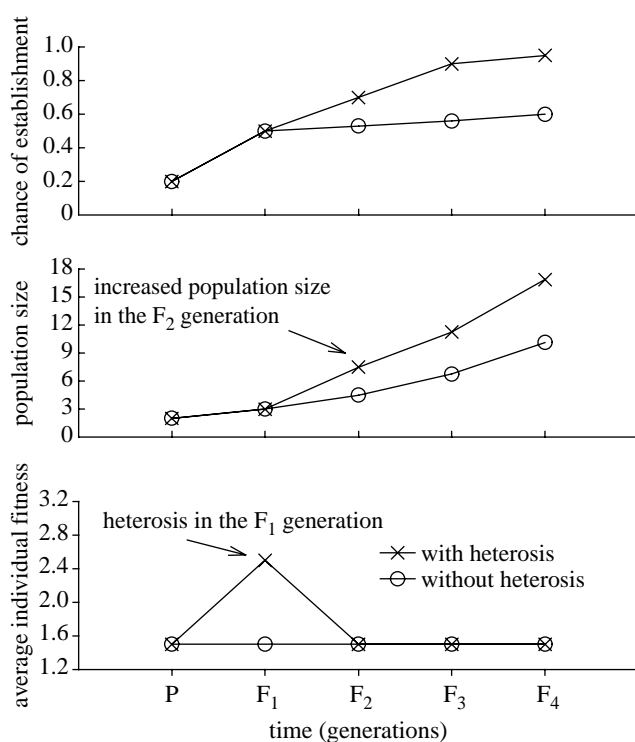 chance of establishment
1.0
0.8
0.6
0.4
0.2
0
population size
18
15
12
9
6
3
0
increased population size
in the F2 generation
average individual fitness
3.2
2.8
2.4
2.0
1.6
1.2
heterosis in the F1 generation
with heterosis
without heterosis
P F1 F2 F3 F4
time (generations)